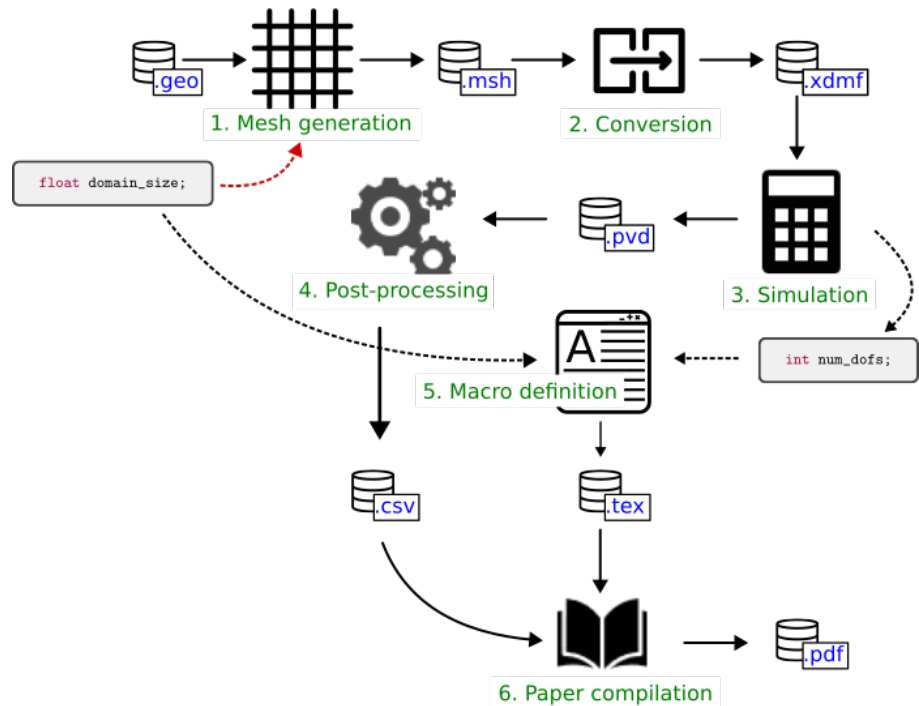 .geo
.msh
.xdmf
1. Mesh generation
2. Conversion
float domain_size;
.pvd
4. Post-processing
3. Simulation
A
int num_dofs;
5. Macro definition
.csv
.tex
.pdf
6. Paper compilation